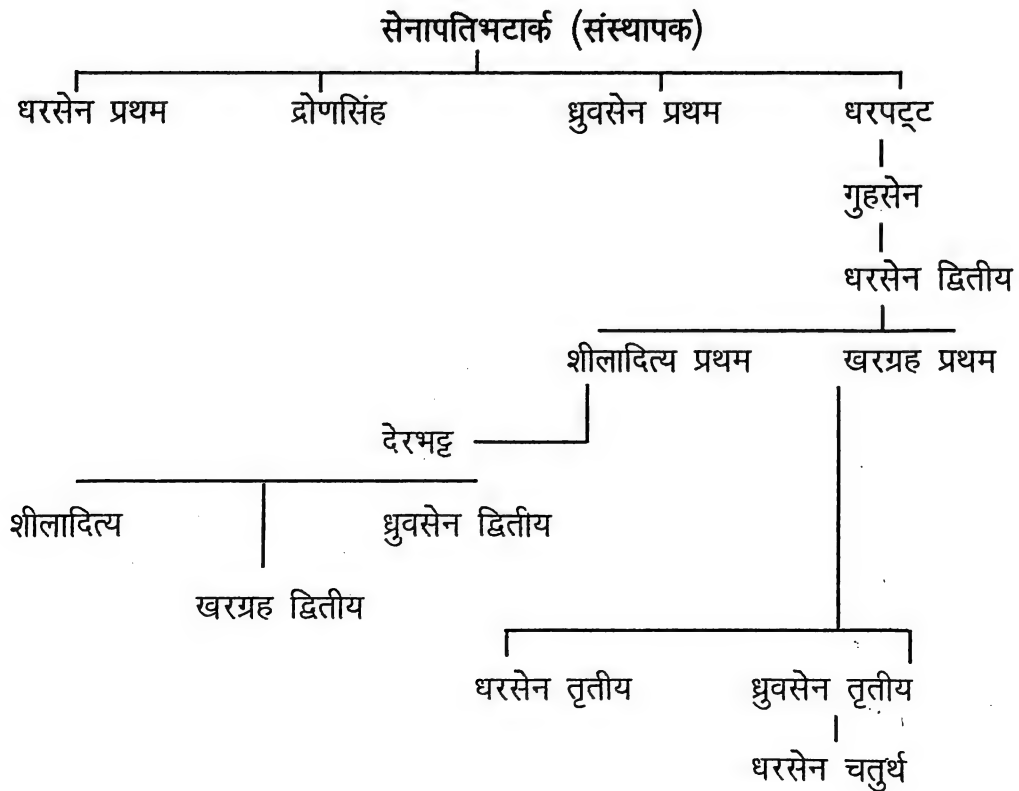 सेनापतिभटार्क (संस्थापक)
धरसेन प्रथम द्रोणसिंह ध्रुवसेन प्रथम धरपट्ट
गुहसेन
धरसेन द्वितीय
शीलादित्य प्रथम खरग्रह प्रथम
देरभट्ट
शीलादित्य ध्रुवसेन द्वितीय
खरग्रह द्वितीय
धरसेन तृतीय ध्रुवसेन तृतीय
धरसेन चतुर्थ